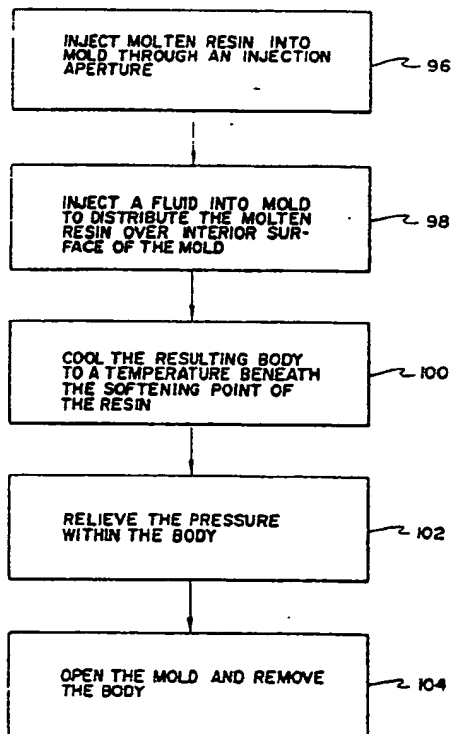 INJECT MOLTEN RESIN INTO
MOLD THROUGH AN INJECTION
APERTURE
96
INJECT A FLUID INTO MOLD
TO DISTRIBUTE THE MOLTEN
RESIN OVER INTERIOR SUR-
FACE OF THE MOLD
98
COOL THE RESULTING BODY
TO A TEMPERATURE BENEATH
THE SOFTENING POINT OF
THE RESIN
100
RELIEVE THE PRESSURE
WITHIN THE BODY
102
OPEN THE MOLD AND REMOVE
THE BODY
104